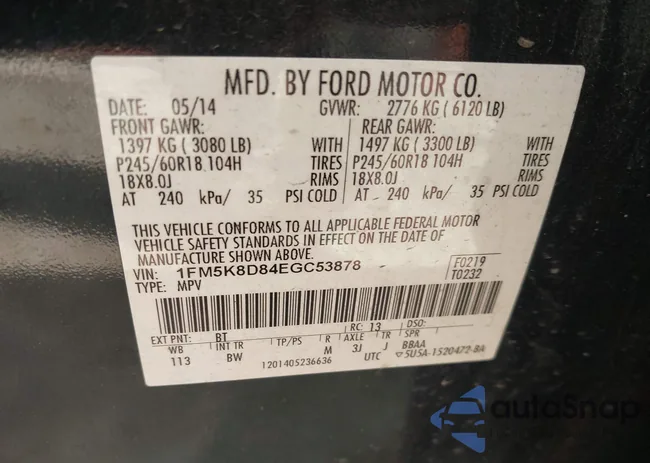 MFD. BY FORD MOTOR CO.
DATE: 05/14 GVWR: 2776 KG ( 6120 LB)
FRONT GAWR: REAR GAWR:
1397 KG ( 3080 LB) WITH 1497 KG ( 3300 LB) WITH
P245/60R18 104H TIRES P245/60R18 104H TIRES
18X8.0J RIMS 18X8.0J RIMS
AT 240 kPa/ 35 PSI COLD AT 240 kPa/ 35 PSI COLD
THIS VEHICLE CONFORMS TO ALL APPLICABLE FEDERAL MOTOR
VEHICLE SAFETY STANDARDS IN EFFECT ON THE DATE OF
MANUFACTURE SHOWN ABOVE.
VIN: 1FM5K8D84EGC53878 F0219
TYPE: MPV T0232
EXT PNT: BT RC: 13 DSO:
WB INT TR TP/PS R AXLE TR SPR
113 BW M 3J J BBAA
1201405236636 UTC 5U5A-1520472-BA
autoSnap